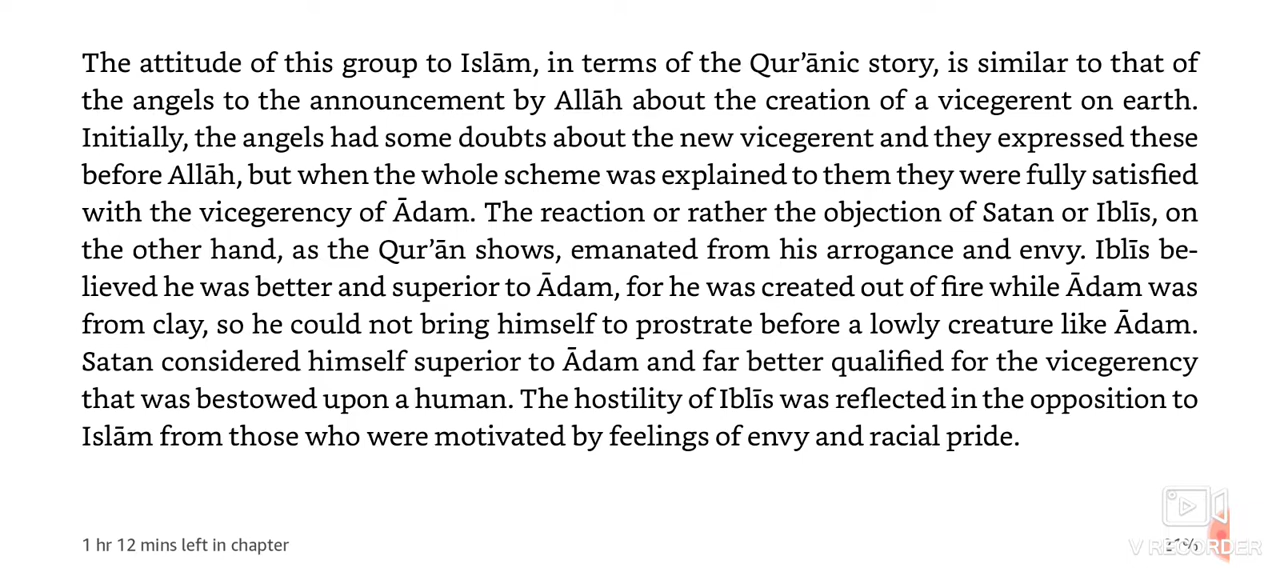 The attitude of this group to Islām, in terms of the Qur’ānic story, is similar to that of
the angels to the announcement by Allāh about the creation of a vicegerent on earth.
Initially, the angels had some doubts about the new vicegerent and they expressed these
before Allāh, but when the whole scheme was explained to them they were fully satisfied
with the vicegerency of Ādam. The reaction or rather the objection of Satan or Iblīs, on
the other hand, as the Qur’ān shows, emanated from his arrogance and envy. Iblīs be-
lieved he was better and superior to Ādam, for he was created out of fire while Ādam was
from clay, so he could not bring himself to prostrate before a lowly creature like Ādam.
Satan considered himself superior to Ādam and far better qualified for the vicegerency
that was bestowed upon a human. The hostility of Iblīs was reflected in the opposition to
Islām from those who were motivated by feelings of envy and racial pride.
1 hr 12 mins left in chapter
V RECORDER